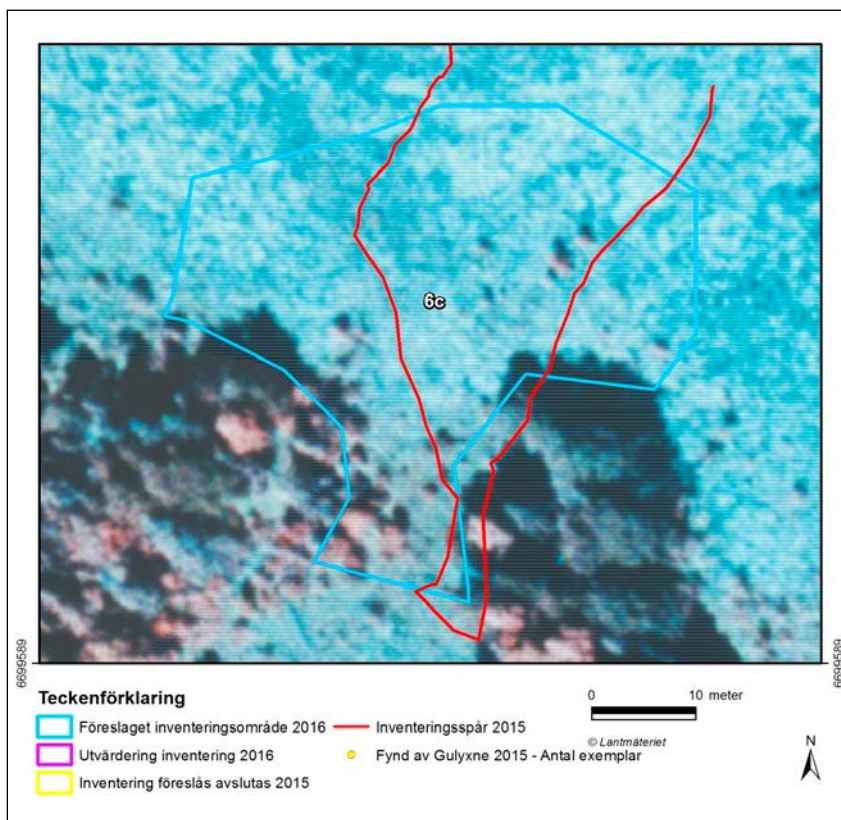 6c
6699589
6699589
Teckenförklaring
Föreslaget inventeringsområde 2016
Utvärdering inventering 2016
Inventering föreslås avslutas 2015
Inventeringsspår 2015
Fynd av Gulyxne 2015 - Antal exemplar
0 10 meter
© Lantmäteriet
N